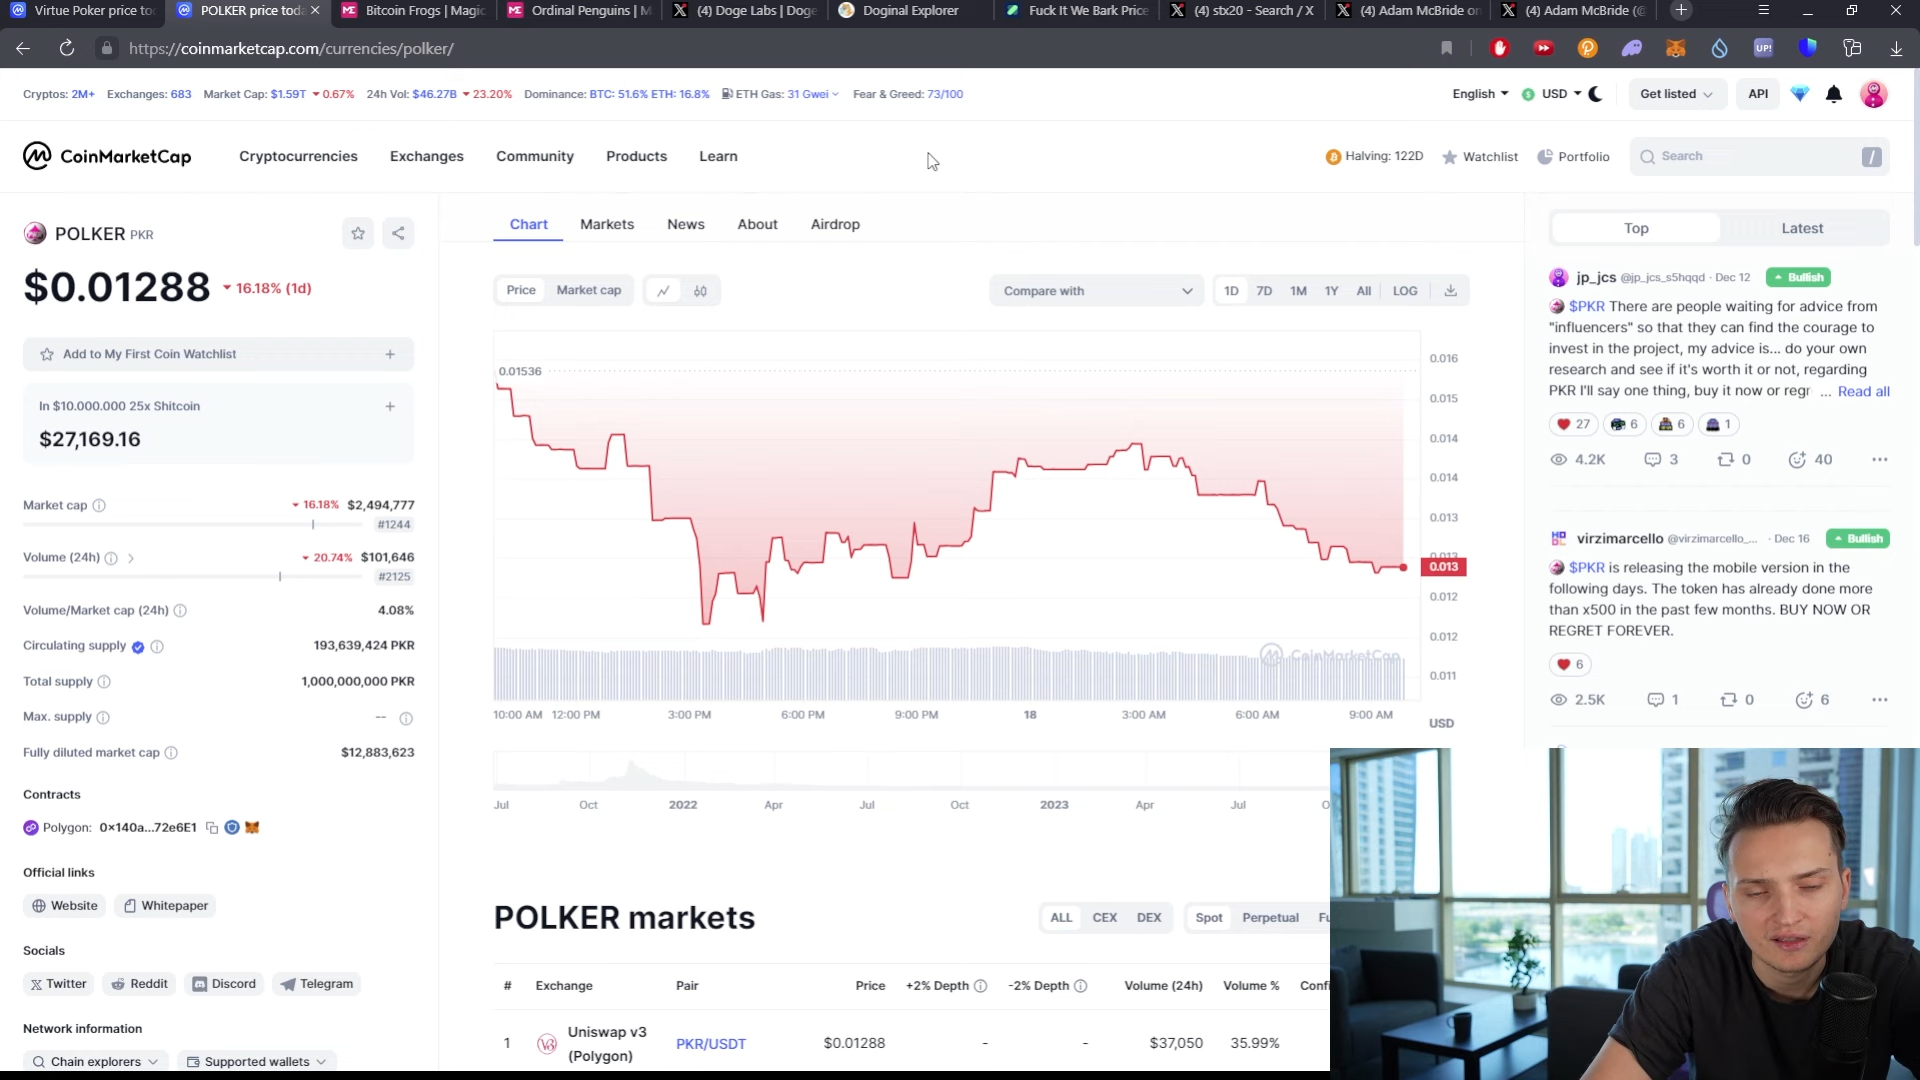 Virtue Poker price to
POLKER price toda
Bitcoin Frogs | Magic
Ordinal Penguins | M
(4) Doge Labs | Doge
Doginal Explorer
Fuck It We Bark Price
(4) stx20 - Search / X
(4) Adam McBride on
(4) Adam McBride (@
https://coinmarketcap.com/currencies/polker/
UP!
Cryptos: 2M+ Exchanges: 683 Market Cap: $1.59T 0.67% 24h Vol: $46.27B 23.20% Dominance: BTC: 51.6% ETH: 16.8% ETH Gas: 31 Gwei Fear & Greed: 73/100
English USD Get listed API
CoinMarketCap
Cryptocurrencies Exchanges Community Products Learn
Halving: 122D Watchlist Portfolio Search /
POLKER PKR
$0.01288 16.18% (1d)
Add to My First Coin Watchlist +
In $10.000.000 25x Shitcoin +
$27,169.16
Market cap 16.18% $2,494,777
#1244
Volume (24h) 20.74% $101,646
#2125
Volume/Market cap (24h) 4.08%
Circulating supply 193,639,424 PKR
Total supply 1,000,000,000 PKR
Max. supply --
Fully diluted market cap $12,883,623
Contracts
Polygon: 0x140a...72e6E1
Official links
Website Whitepaper
Socials
Twitter Reddit Discord Telegram
Network information
Chain explorers Supported wallets
Chart Markets News About Airdrop
Price Market cap
Compare with
1D 7D 1M 1Y All LOG
0.01536
0.016
0.015
0.014
0.014
0.013
0.013
0.013
0.012
0.012
0.011
CoinMarketCap
10:00 AM 12:00 PM 3:00 PM 6:00 PM 9:00 PM 18 3:00 AM 6:00 AM 9:00 AM USD
Jul Oct 2022 Apr Jul Oct 2023 Apr Jul O
POLKER markets
ALL CEX DEX Spot Perpetual Fu
# Exchange Pair Price +2% Depth -2% Depth Volume (24h) Volume % Confi
1 Uniswap v3 (Polygon) PKR/USDT $0.01288 - - $37,050 35.99%
Top Latest
jp_jcs @jp_jcs_s5hqqd · Dec 12 Bullish
$PKR There are people waiting for advice from
"influencers" so that they can find the courage to
invest in the project, my advice is... do your own
research and see if it's worth it or not, regarding
PKR I'll say one thing, buy it now or regr ... Read all
27 6 6 1
4.2K 3 0 40
virzimarcello @virzimarcello_... · Dec 16 Bullish
$PKR is releasing the mobile version in the
following days. The token has already done more
than x500 in the past few months. BUY NOW OR
REGRET FOREVER.
6
2.5K 1 0 6